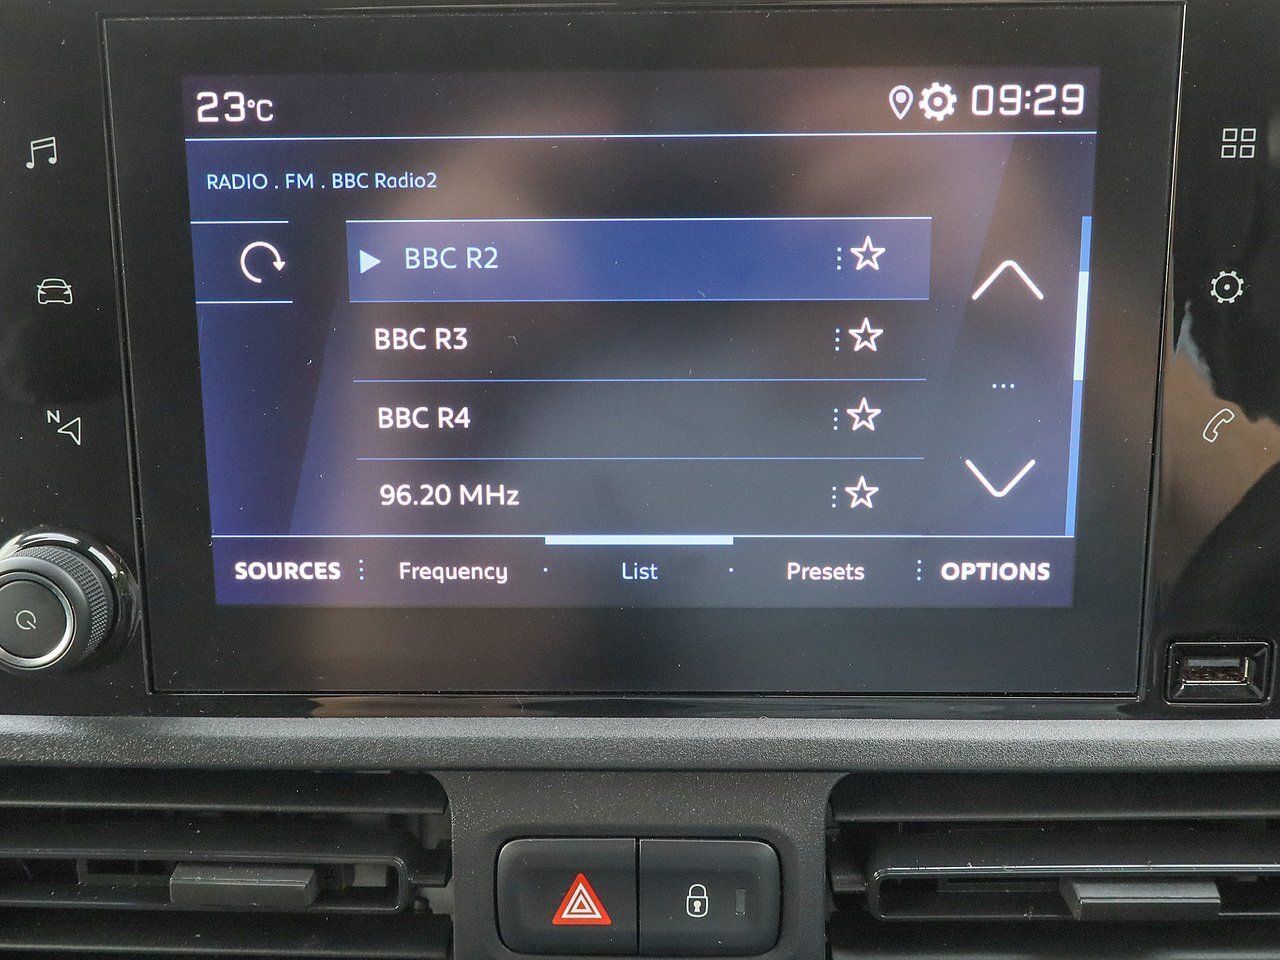 23°C 09:29
RADIO . FM . BBC Radio2
BBC R2
BBC R3
BBC R4
96.20 MHz
N
SOURCES Frequency List Presets OPTIONS